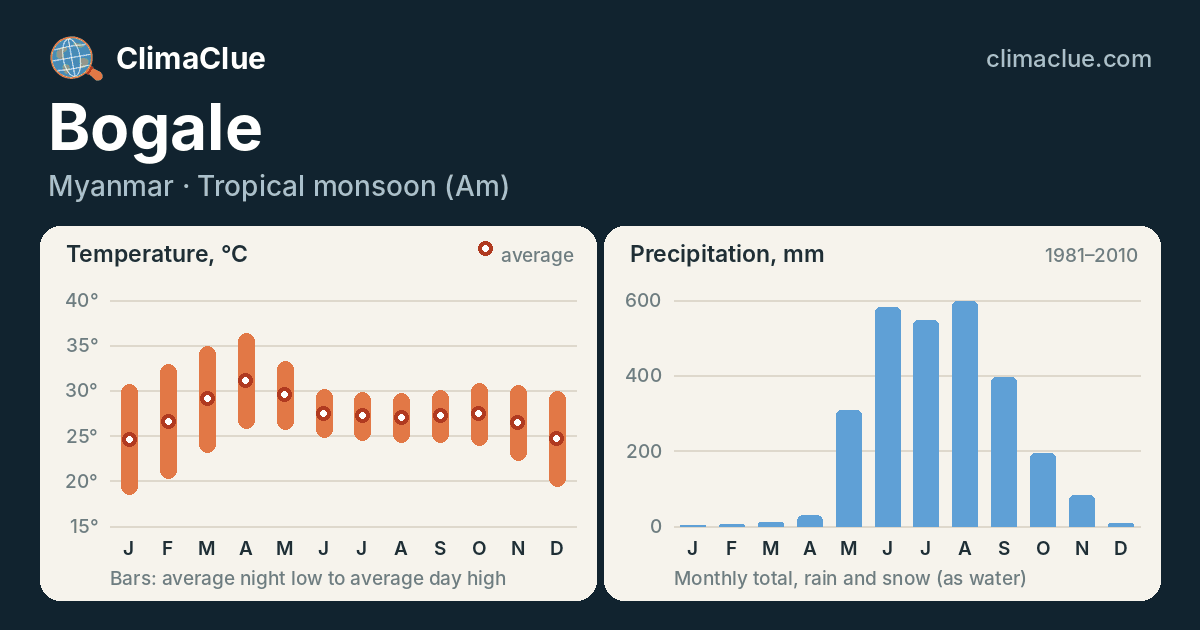 ClimaClue
climaclue.com
Bogale
Myanmar · Tropical monsoon (Am)
Temperature, °C
average
40°
35°
30°
25°
20°
15°
J F M A M J J A S O N D
Bars: average night low to average day high
Precipitation, mm
1981–2010
600
400
200
0
J F M A M J J A S O N D
Monthly total, rain and snow (as water)